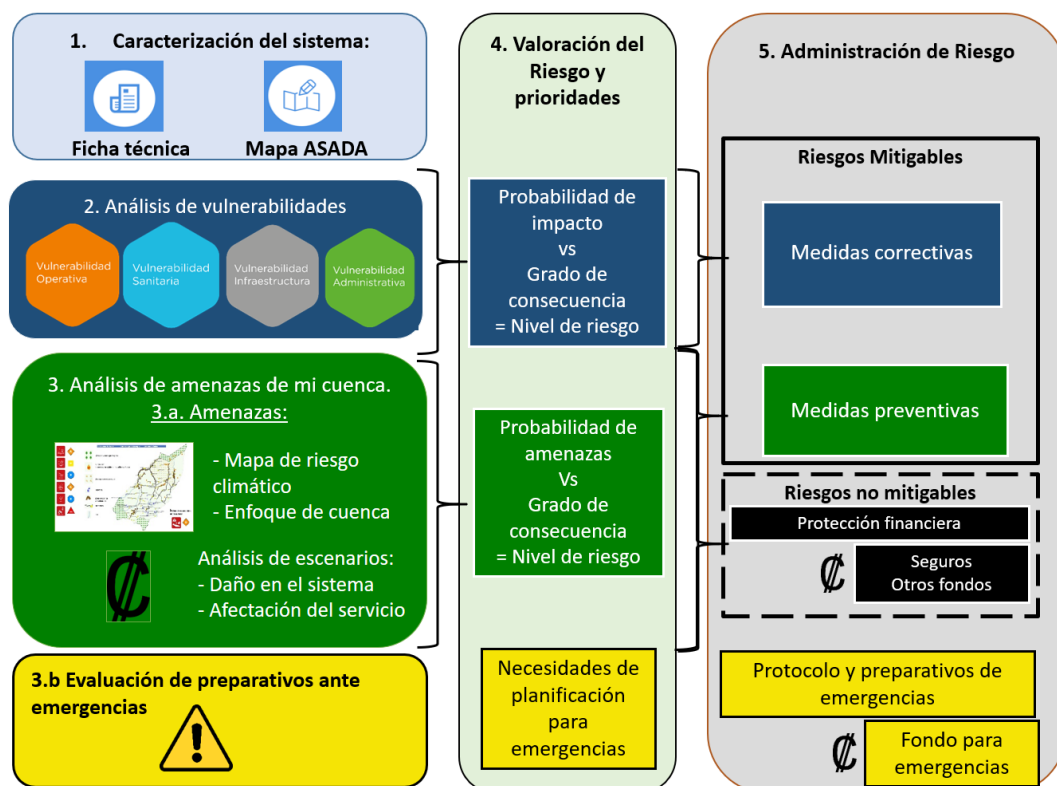 1. Caracterización del sistema:
Ficha técnica
Mapa ASADA
2. Análisis de vulnerabilidades
Vulnerabilidad
Operativa
Vulnerabilidad
Sanitaria
Vulnerabilidad
Infraestructura
Vulnerabilidad
Administrativa
3. Análisis de amenazas de mi cuenca.
3.a. Amenazas:
- Mapa de riesgo
climático
- Enfoque de cuenca
Análisis de escenarios:
- Daño en el sistema
- Afectación del servicio
₡
3.b Evaluación de preparativos ante
emergencias
4. Valoración del
Riesgo y
prioridades
Probabilidad de
impacto
vs
Grado de
consecuencia
= Nivel de riesgo
Probabilidad de
amenazas
Vs
Grado de
consecuencia
= Nivel de riesgo
Necesidades de
planificación
para
emergencias
5. Administración de Riesgo
Riesgos Mitigables
Medidas correctivas
Medidas preventivas
Riesgos no mitigables
Protección financiera
₡
Seguros
Otros fondos
Protocolo y preparativos de
emergencias
₡
Fondo para
emergencias